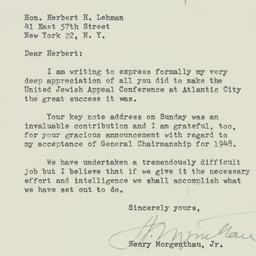 Hon. Herbert H. Lehman
41 East 57th Street
New York 22, N. Y.
Dear Herbert:
I am writing to express formally my very
deep appreciation of all you did to make the
United Jewish Appeal Conference at Atlantic City
the great success it was.
Your key note address on Sunday was an
invaluable contribution and I am grateful, too,
for your gracious announcement with regard to
my acceptance of General Chairmanship for 1948.
We have undertaken a tremendously difficult
job but I believe that if we give it the necessary
effort and intelligence we shall accomplish what
we have set out to do.
Sincerely yours,
H. Morgenthau
Henry Morgenthau, Jr.